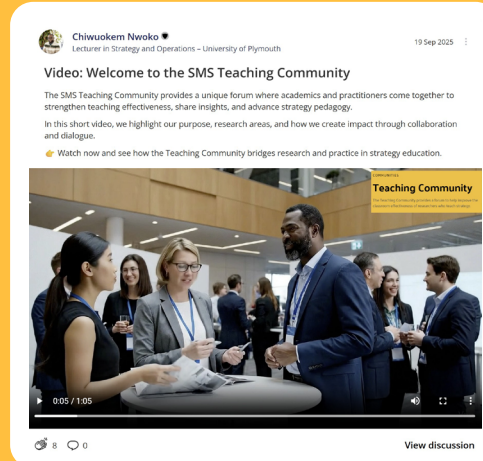 Chiwuokem Nwoko
19 Sep 2025
Lecturer in Strategy and Operations – University of Plymouth
Video: Welcome to the SMS Teaching Community
The SMS Teaching Community provides a unique forum where academics and practitioners come together to
strengthen teaching effectiveness, share insights, and advance strategy pedagogy.
In this short video, we highlight our purpose, research areas, and how we create impact through collaboration
and dialogue.
👉 Watch now and see how the Teaching Community bridges research and practice in strategy education.
COMMUNITIES
Teaching Community
0:05 / 1:05
8
0
View discussion